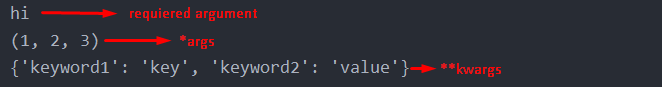 hi requiered argument
(1, 2, 3) *args
{'keyword1': 'key', 'keyword2': 'value'} **kwargs